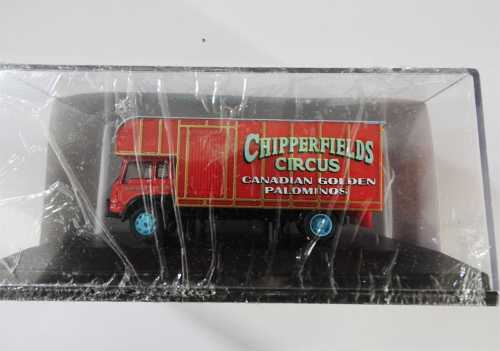 CHIPPERFIELDS
CIRCUS
CANADIAN GOLDEN
PALOMINOS